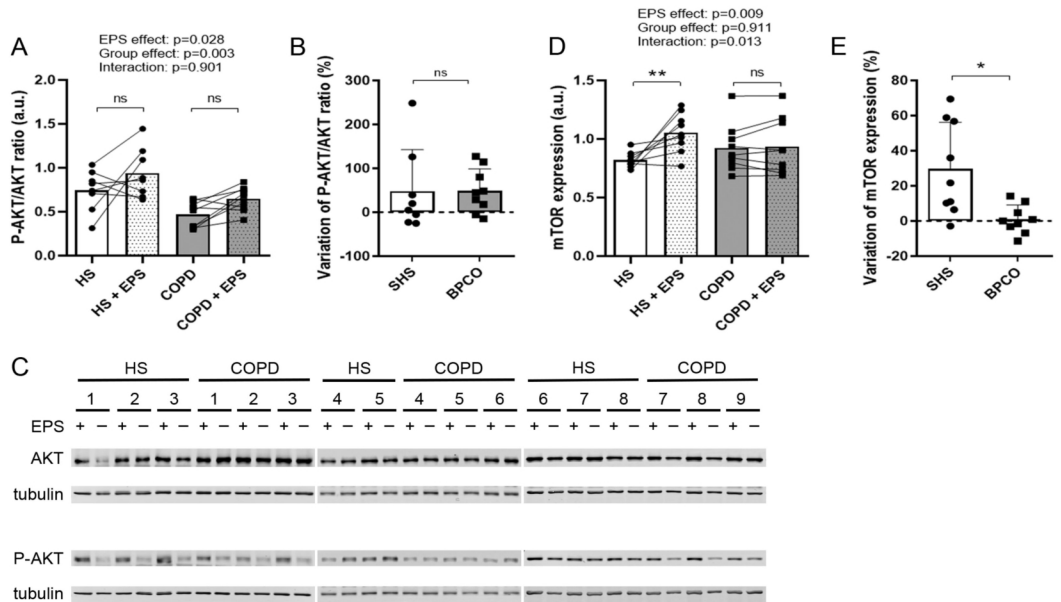 A
EPS effect: p=0.028
Group effect: p=0.003
Interaction: p=0.901
P-AKT/AKT ratio (a.u.)
2.0
1.5
1.0
0.5
0.0
ns
ns
HS
HS + EPS
COPD
COPD + EPS
B
Variation of P-AKT/AKT ratio (%)
300
200
100
0
-100
ns
SHS
BPCO
D
EPS effect: p=0.009
Group effect: p=0.911
Interaction: p=0.013
mTOR expression (a.u.)
1.5
1.0
0.5
0.0
**
ns
HS
HS + EPS
COPD
COPD + EPS
E
Variation of mTOR expression (%)
80
60
40
20
0
-20
*
SHS
BPCO
C
HS COPD HS COPD HS COPD
1 2 3 1 2 3 4 5 4 5 6 6 7 8 7 8 9
EPS + − + − + − + − + − + − + − + − + − + − + − + − + − + − + − + − + −
AKT
tubulin
P-AKT
tubulin